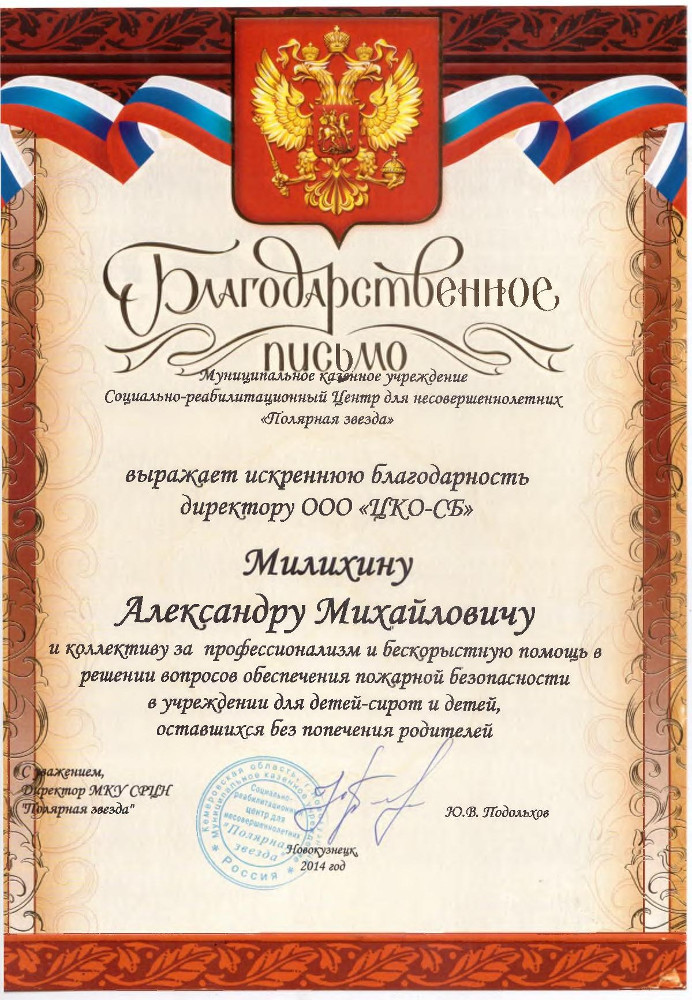 Благодарственное
письмо
Муниципальное казенное учреждение
Социально-реабилитационный Центр для несовершеннолетних
«Полярная звезда»
выражает искреннюю благодарность
директору ООО «ЦКО-СБ»
Милихину
Александру Михайловичу
и коллективу за профессионализм и бескорыстную помощь в
решении вопросов обеспечения пожарной безопасности
в учреждении для детей-сирот и детей,
оставшихся без попечения родителей
С уважением,
Директор МКУ СРЦН
"Полярная звезда"
Ю.В. Подольхов
Кемеровская область
Муниципальное казенное
Социально-
реабилитационный
центр для
несовершеннолетних
"Полярная
звезда"
РОССИЯ
Новокузнецк,
2014 год